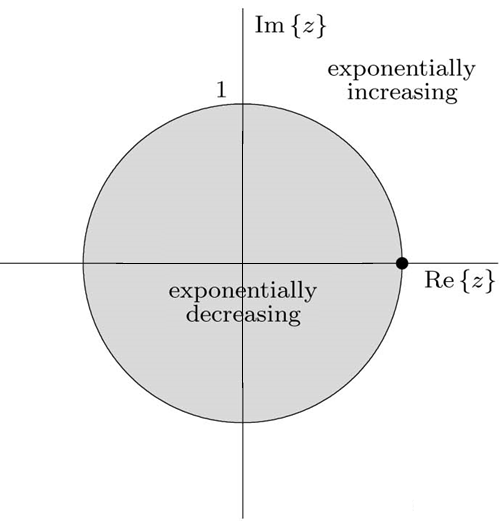 Im {z}
exponentially
increasing
1
Re {z}
exponentially
decreasing